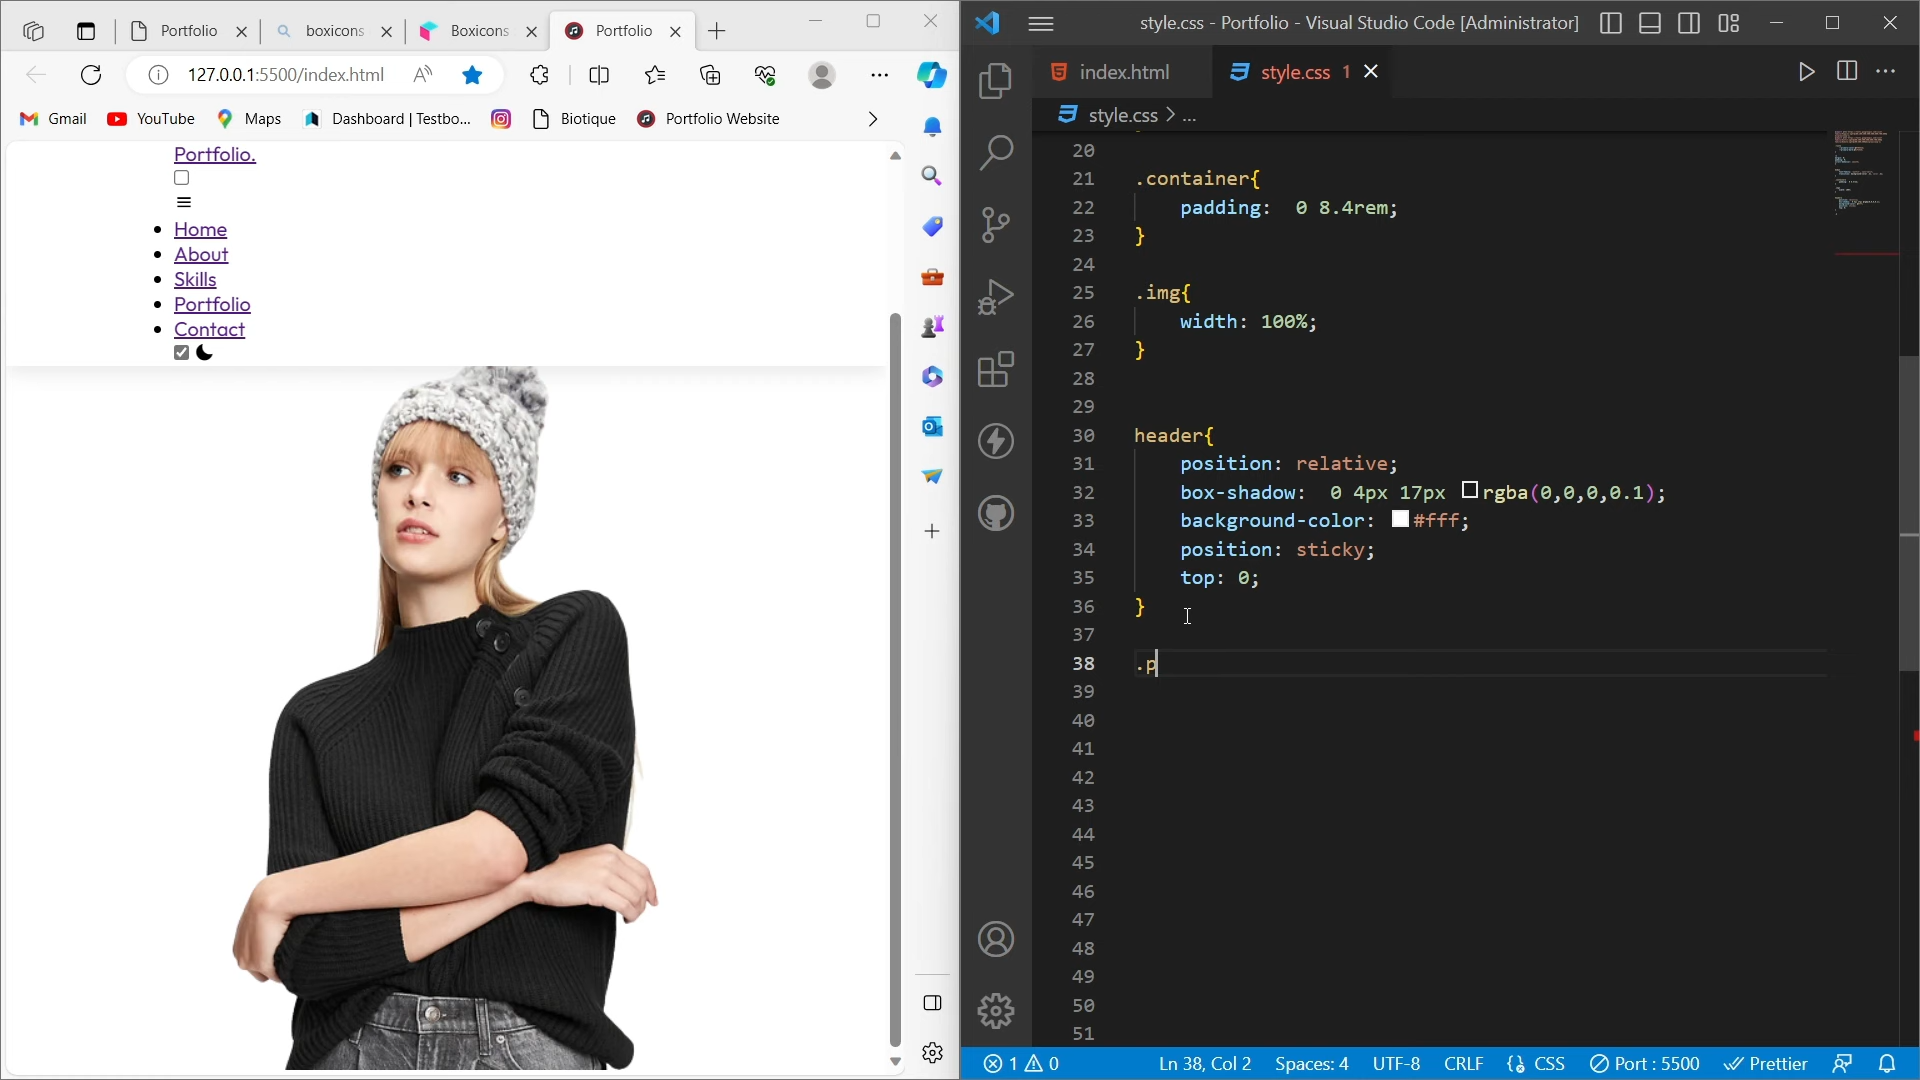 Portfolio
boxicons
Boxicons
Portfolio
127.0.0.1:5500/index.html
Gmail
YouTube
Maps
Dashboard | Testbo...
Biotique
Portfolio Website
Portfolio.
Home
About
Skills
Portfolio
Contact
style.css - Portfolio - Visual Studio Code [Administrator]
index.html
style.css 1
style.css > ...
20
21 .container{
22 padding: 0 8.4rem;
23 }
24
25 .img{
26 width: 100%;
27 }
28
29
30 header{
31 position: relative;
32 box-shadow: 0 4px 17px rgba(0,0,0,0.1);
33 background-color: #fff;
34 position: sticky;
35 top: 0;
36 }
37
38 .p
39
40
41
42
43
44
45
46
47
48
49
50
51
1 0
Ln 38, Col 2
Spaces: 4
UTF-8
CRLF
CSS
Port : 5500
Prettier